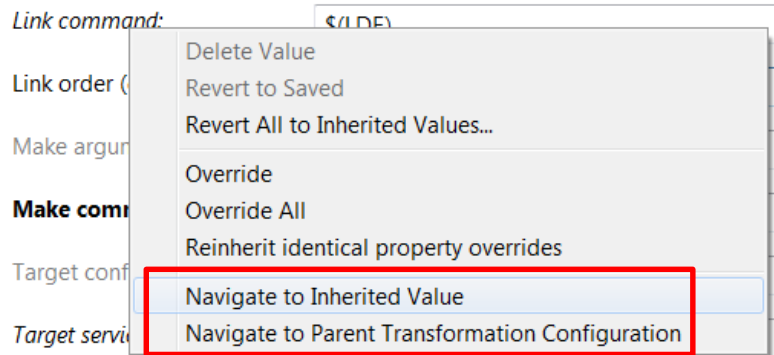 Link command:
$(LDF)
Delete Value
Link order (
Revert to Saved
Revert All to Inherited Values...
Make argum
Override
Make comm
Override All
Reinherit identical property overrides
Target conf
Navigate to Inherited Value
Target servi
Navigate to Parent Transformation Configuration